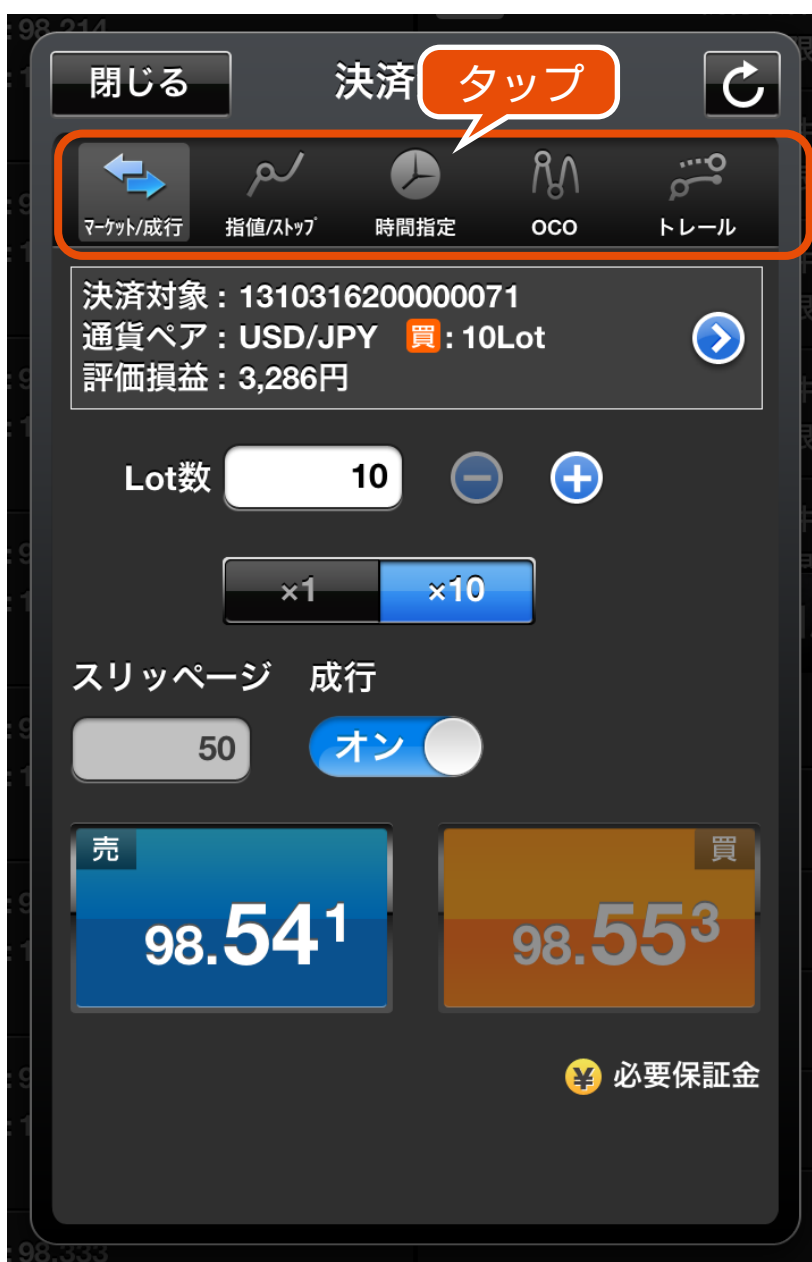 98.214
閉じる
決済
タップ
マーケット/成行
指値/ストップ
時間指定
OCO
トレール
決済対象:1310316200000071
通貨ペア:USD/JPY 買:10Lot
評価損益:3,286円
Lot数 10
×1 ×10
スリッページ 成行
50 オン
売 買
98.541 98.553
¥ 必要保証金
98.333